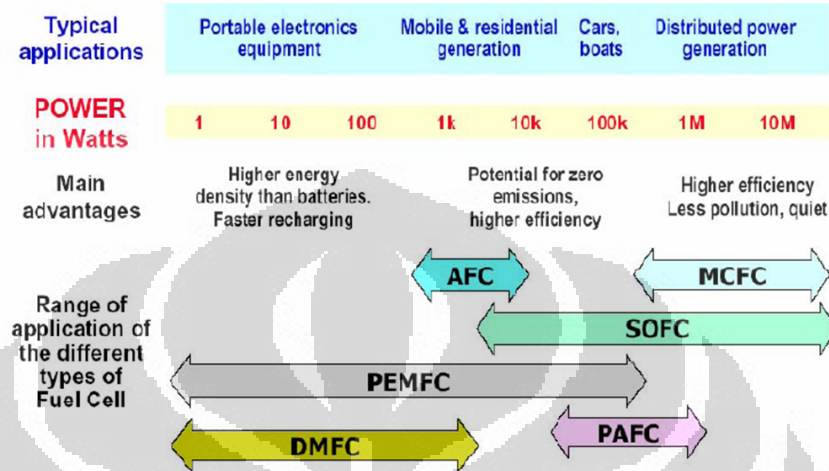 Typical
applications
Portable electronics
equipment
Mobile & residential
generation
Cars,
boats
Distributed power
generation
POWER
in Watts
1 10 100 1k 10k 100k 1M 10M
Main
advantages
Higher energy
density than batteries.
Faster recharging
Potential for zero
emissions,
higher efficiency
Higher efficiency
Less pollution, quiet
Range of
application of
the different
types of
Fuel Cell
AFC
MCFC
SOFC
PEMFC
DMFC
PAFC